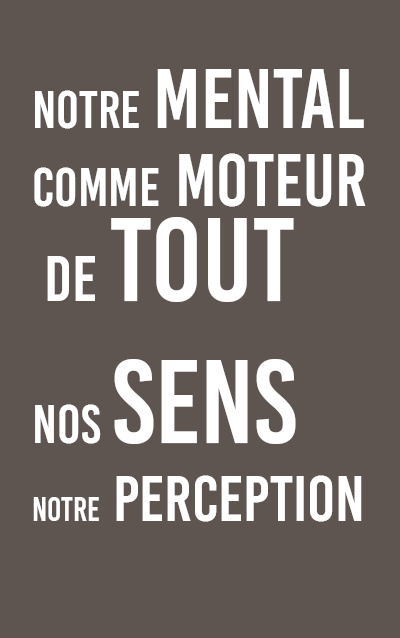 NOTRE MENTAL
COMME MOTEUR
DE TOUT
NOS SENS
NOTRE PERCEPTION